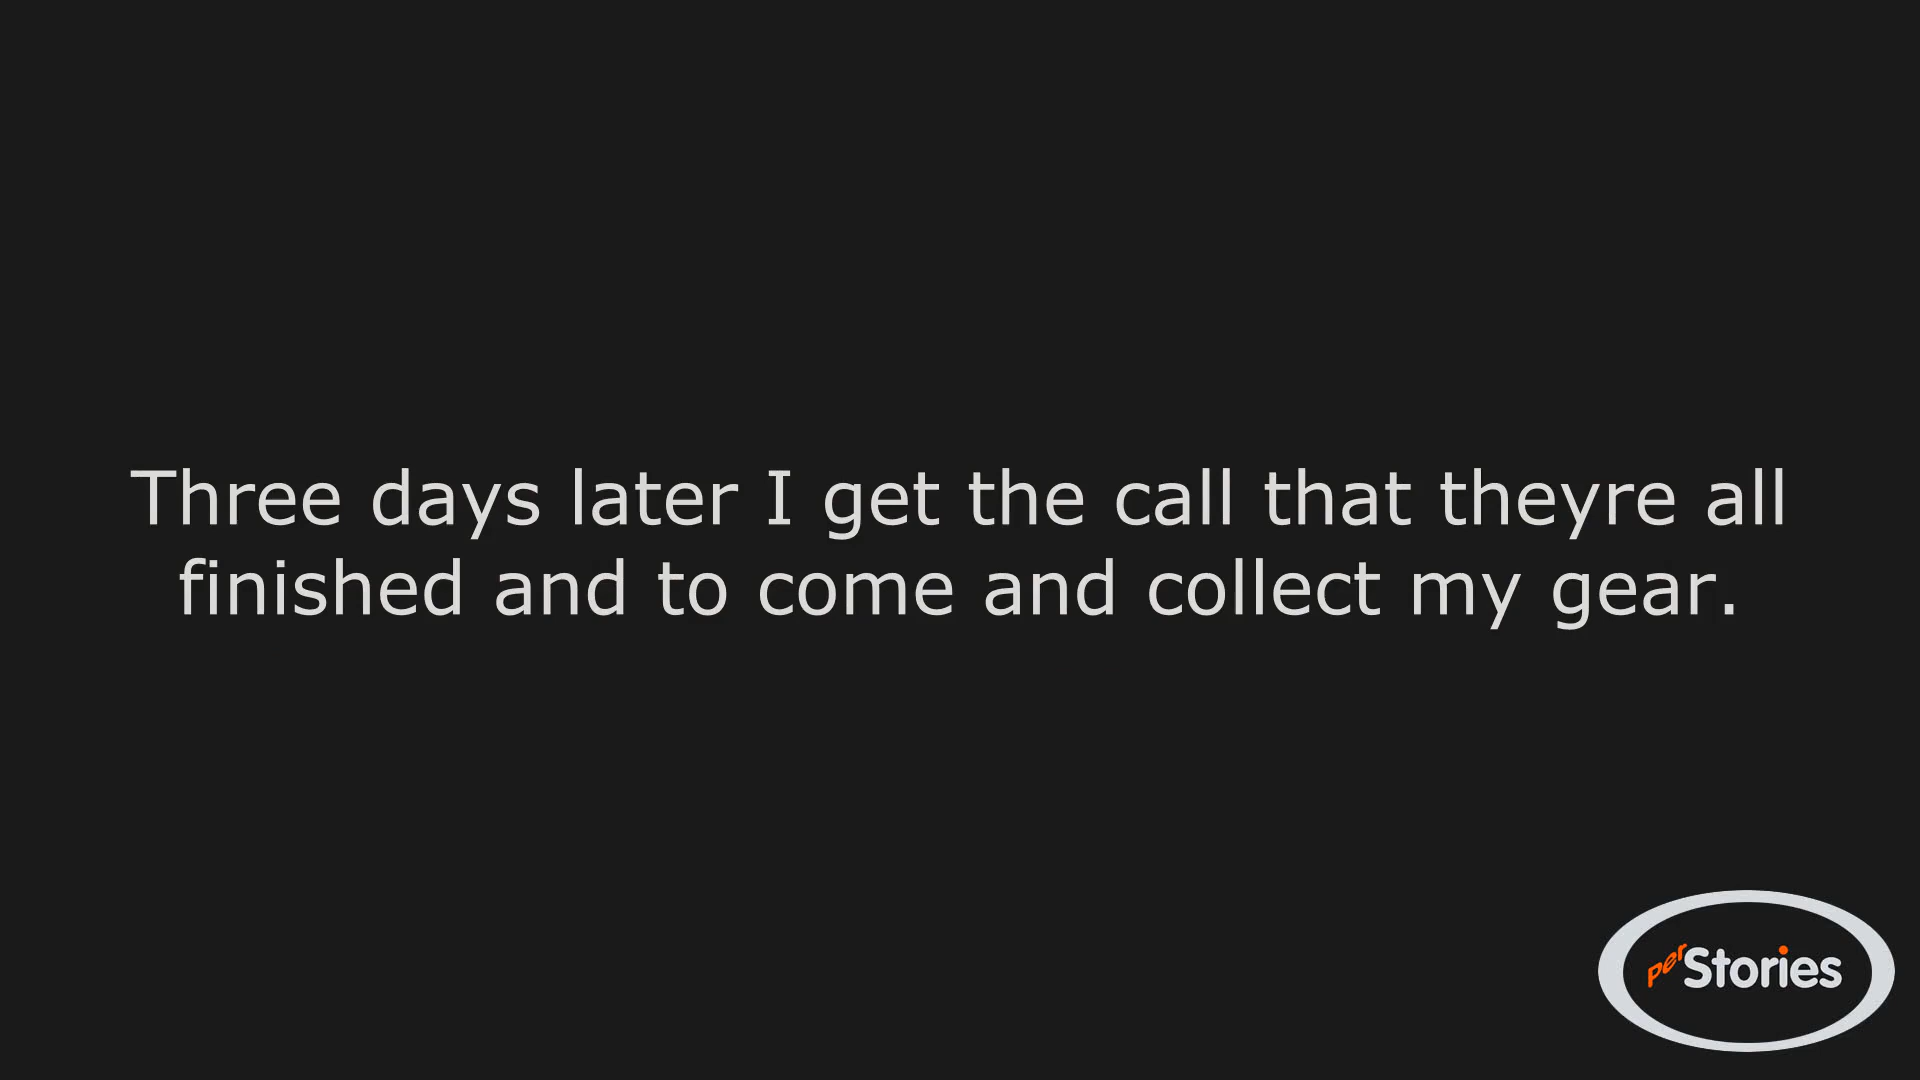 Three days later I get the call that theyre all
finished and to come and collect my gear.
perStories